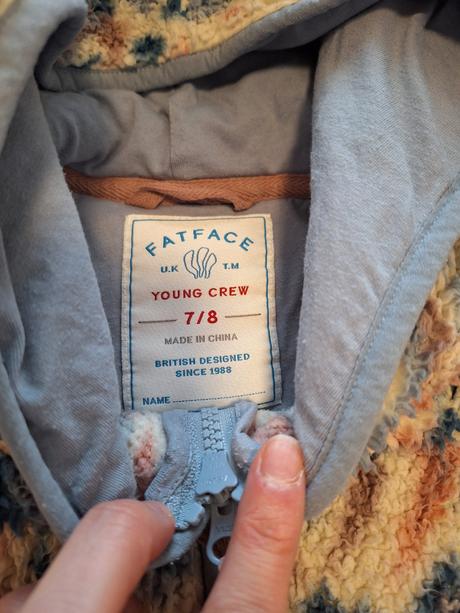 FATFACE
U.K T.M
YOUNG CREW
7/8
MADE IN CHINA
BRITISH DESIGNED
SINCE 1988
NAME